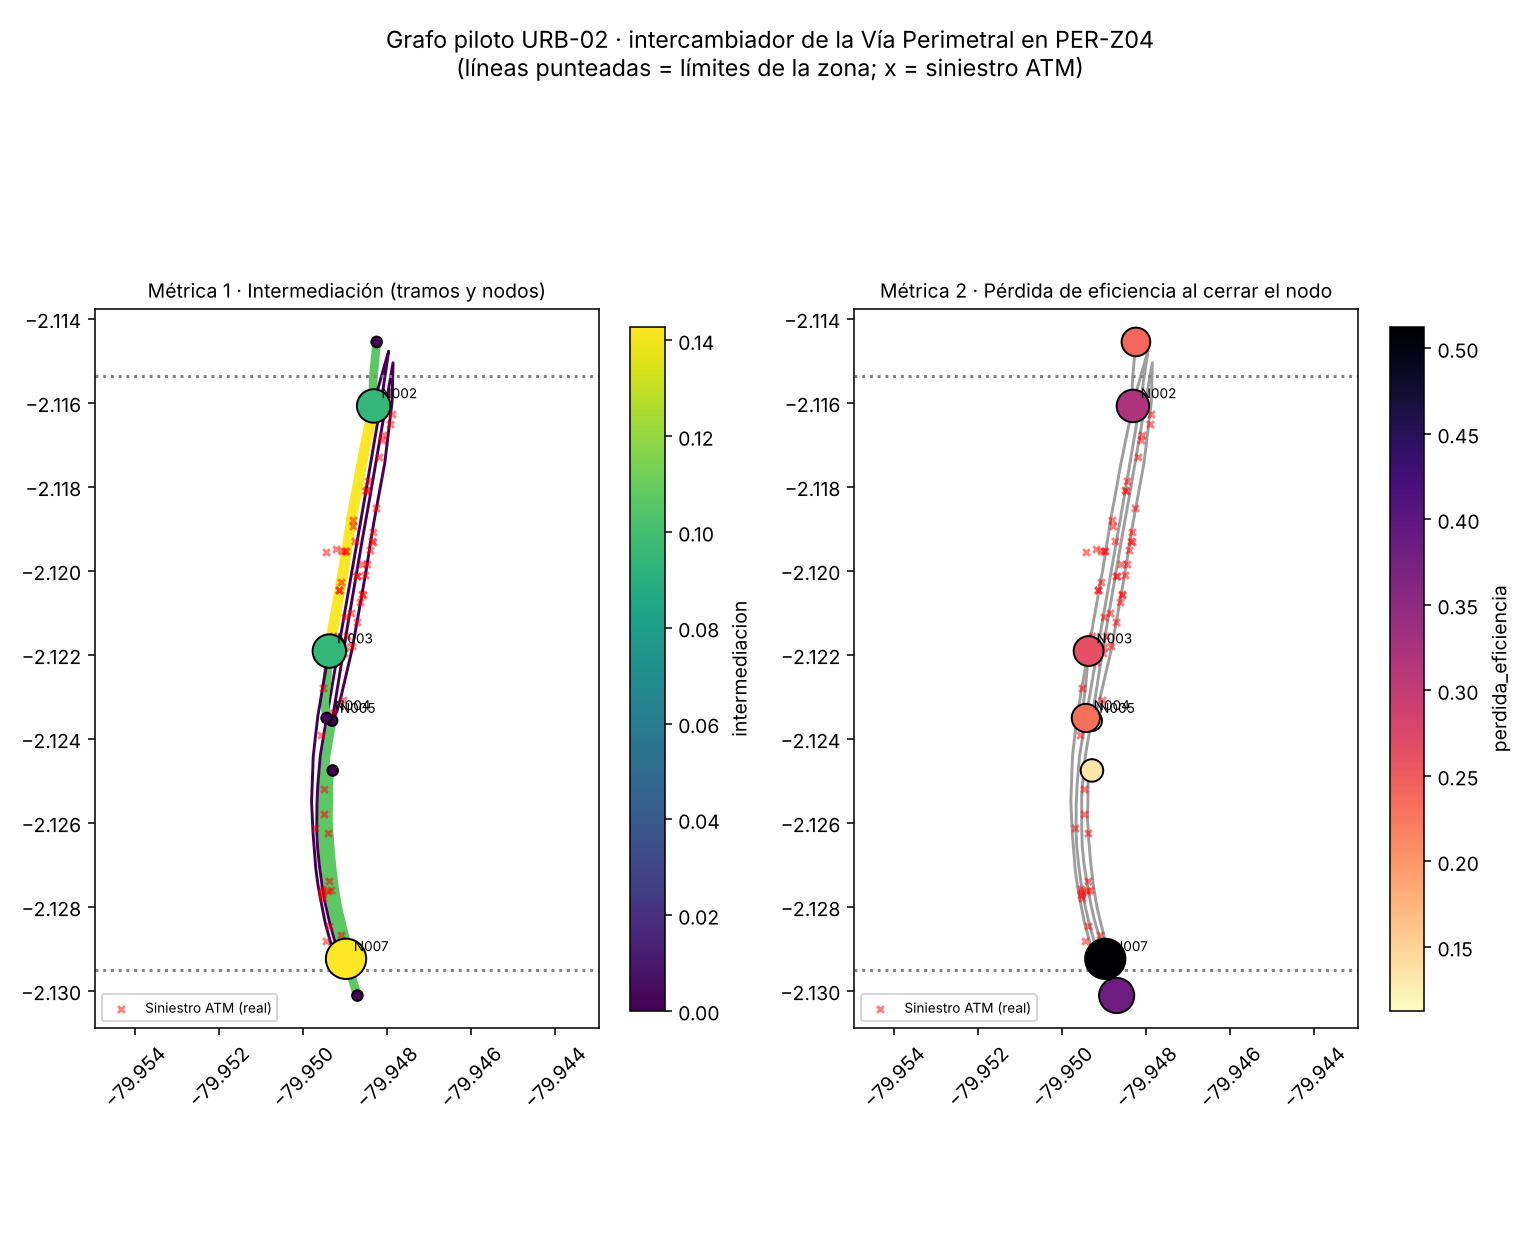 Grafo piloto URB-02 · intercambiador de la Vía Perimetral en PER-Z04
(líneas punteadas = límites de la zona; x = siniestro ATM)
Métrica 1 · Intermediación (tramos y nodos)
−2.114
−2.116
−2.118
−2.120
−2.122
−2.124
−2.126
−2.128
−2.130
N002
N003
N004
N005
N007
Siniestro ATM (real)
−79.954
−79.952
−79.950
−79.948
−79.946
−79.944
0.14
0.12
0.10
0.08
0.06
0.04
0.02
0.00
intermediacion
Métrica 2 · Pérdida de eficiencia al cerrar el nodo
−2.114
−2.116
−2.118
−2.120
−2.122
−2.124
−2.126
−2.128
−2.130
N002
N003
N004
N005
N007
Siniestro ATM (real)
−79.954
−79.952
−79.950
−79.948
−79.946
−79.944
0.50
0.45
0.40
0.35
0.30
0.25
0.20
0.15
perdida_eficiencia